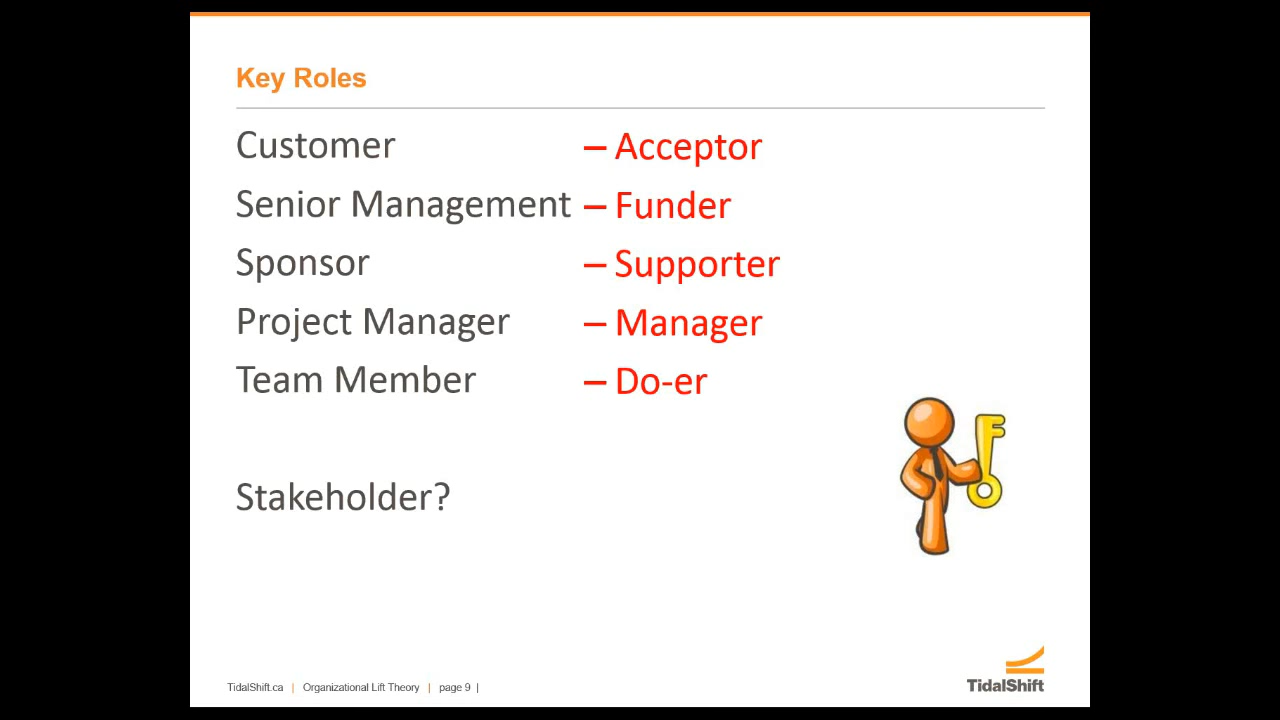 Key Roles
Customer – Acceptor
Senior Management – Funder
Sponsor – Supporter
Project Manager – Manager
Team Member – Do-er
Stakeholder?
TidalShift.ca | Organizational Lift Theory | page 9 |
TidalShift